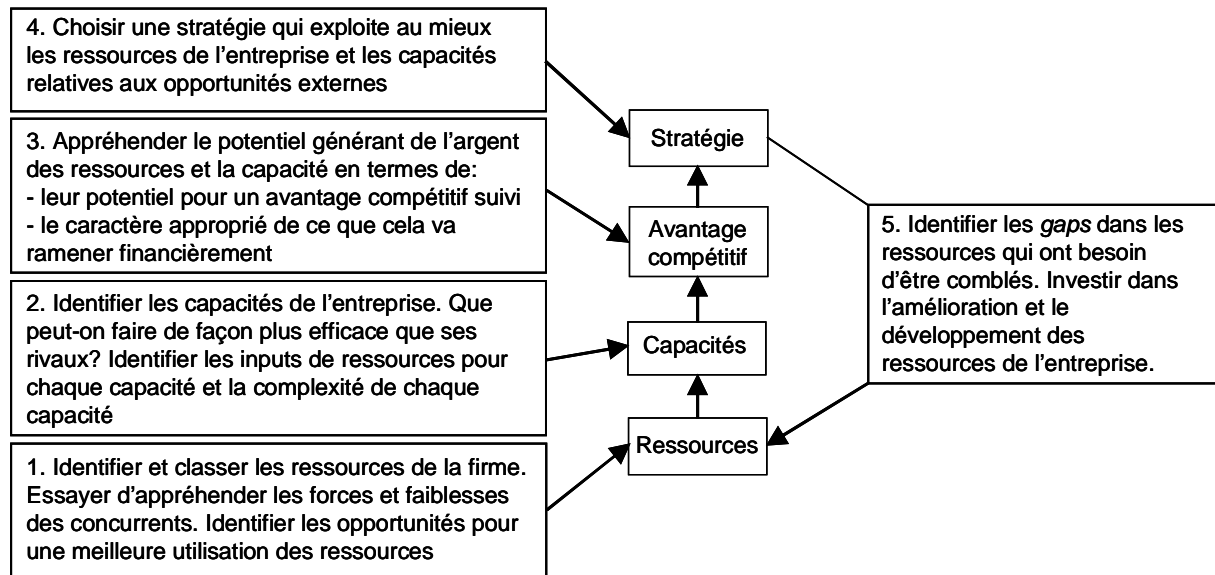 4. Choisir une stratégie qui exploite au mieux
les ressources de l’entreprise et les capacités
relatives aux opportunités externes
3. Appréhender le potentiel générant de l’argent
des ressources et la capacité en termes de:
- leur potentiel pour un avantage compétitif suivi
- le caractère approprié de ce que cela va
ramener financièrement
2. Identifier les capacités de l’entreprise. Que
peut-on faire de façon plus efficace que ses
rivaux? Identifier les inputs de ressources pour
chaque capacité et la complexité de chaque
capacité
1. Identifier et classer les ressources de la firme.
Essayer d’appréhender les forces et faiblesses
des concurrents. Identifier les opportunités pour
une meilleure utilisation des ressources
Stratégie
Avantage
compétitif
Capacités
Ressources
5. Identifier les gaps dans les
ressources qui ont besoin
d’être comblés. Investir dans
l’amélioration et le
développement des
ressources de l’entreprise.